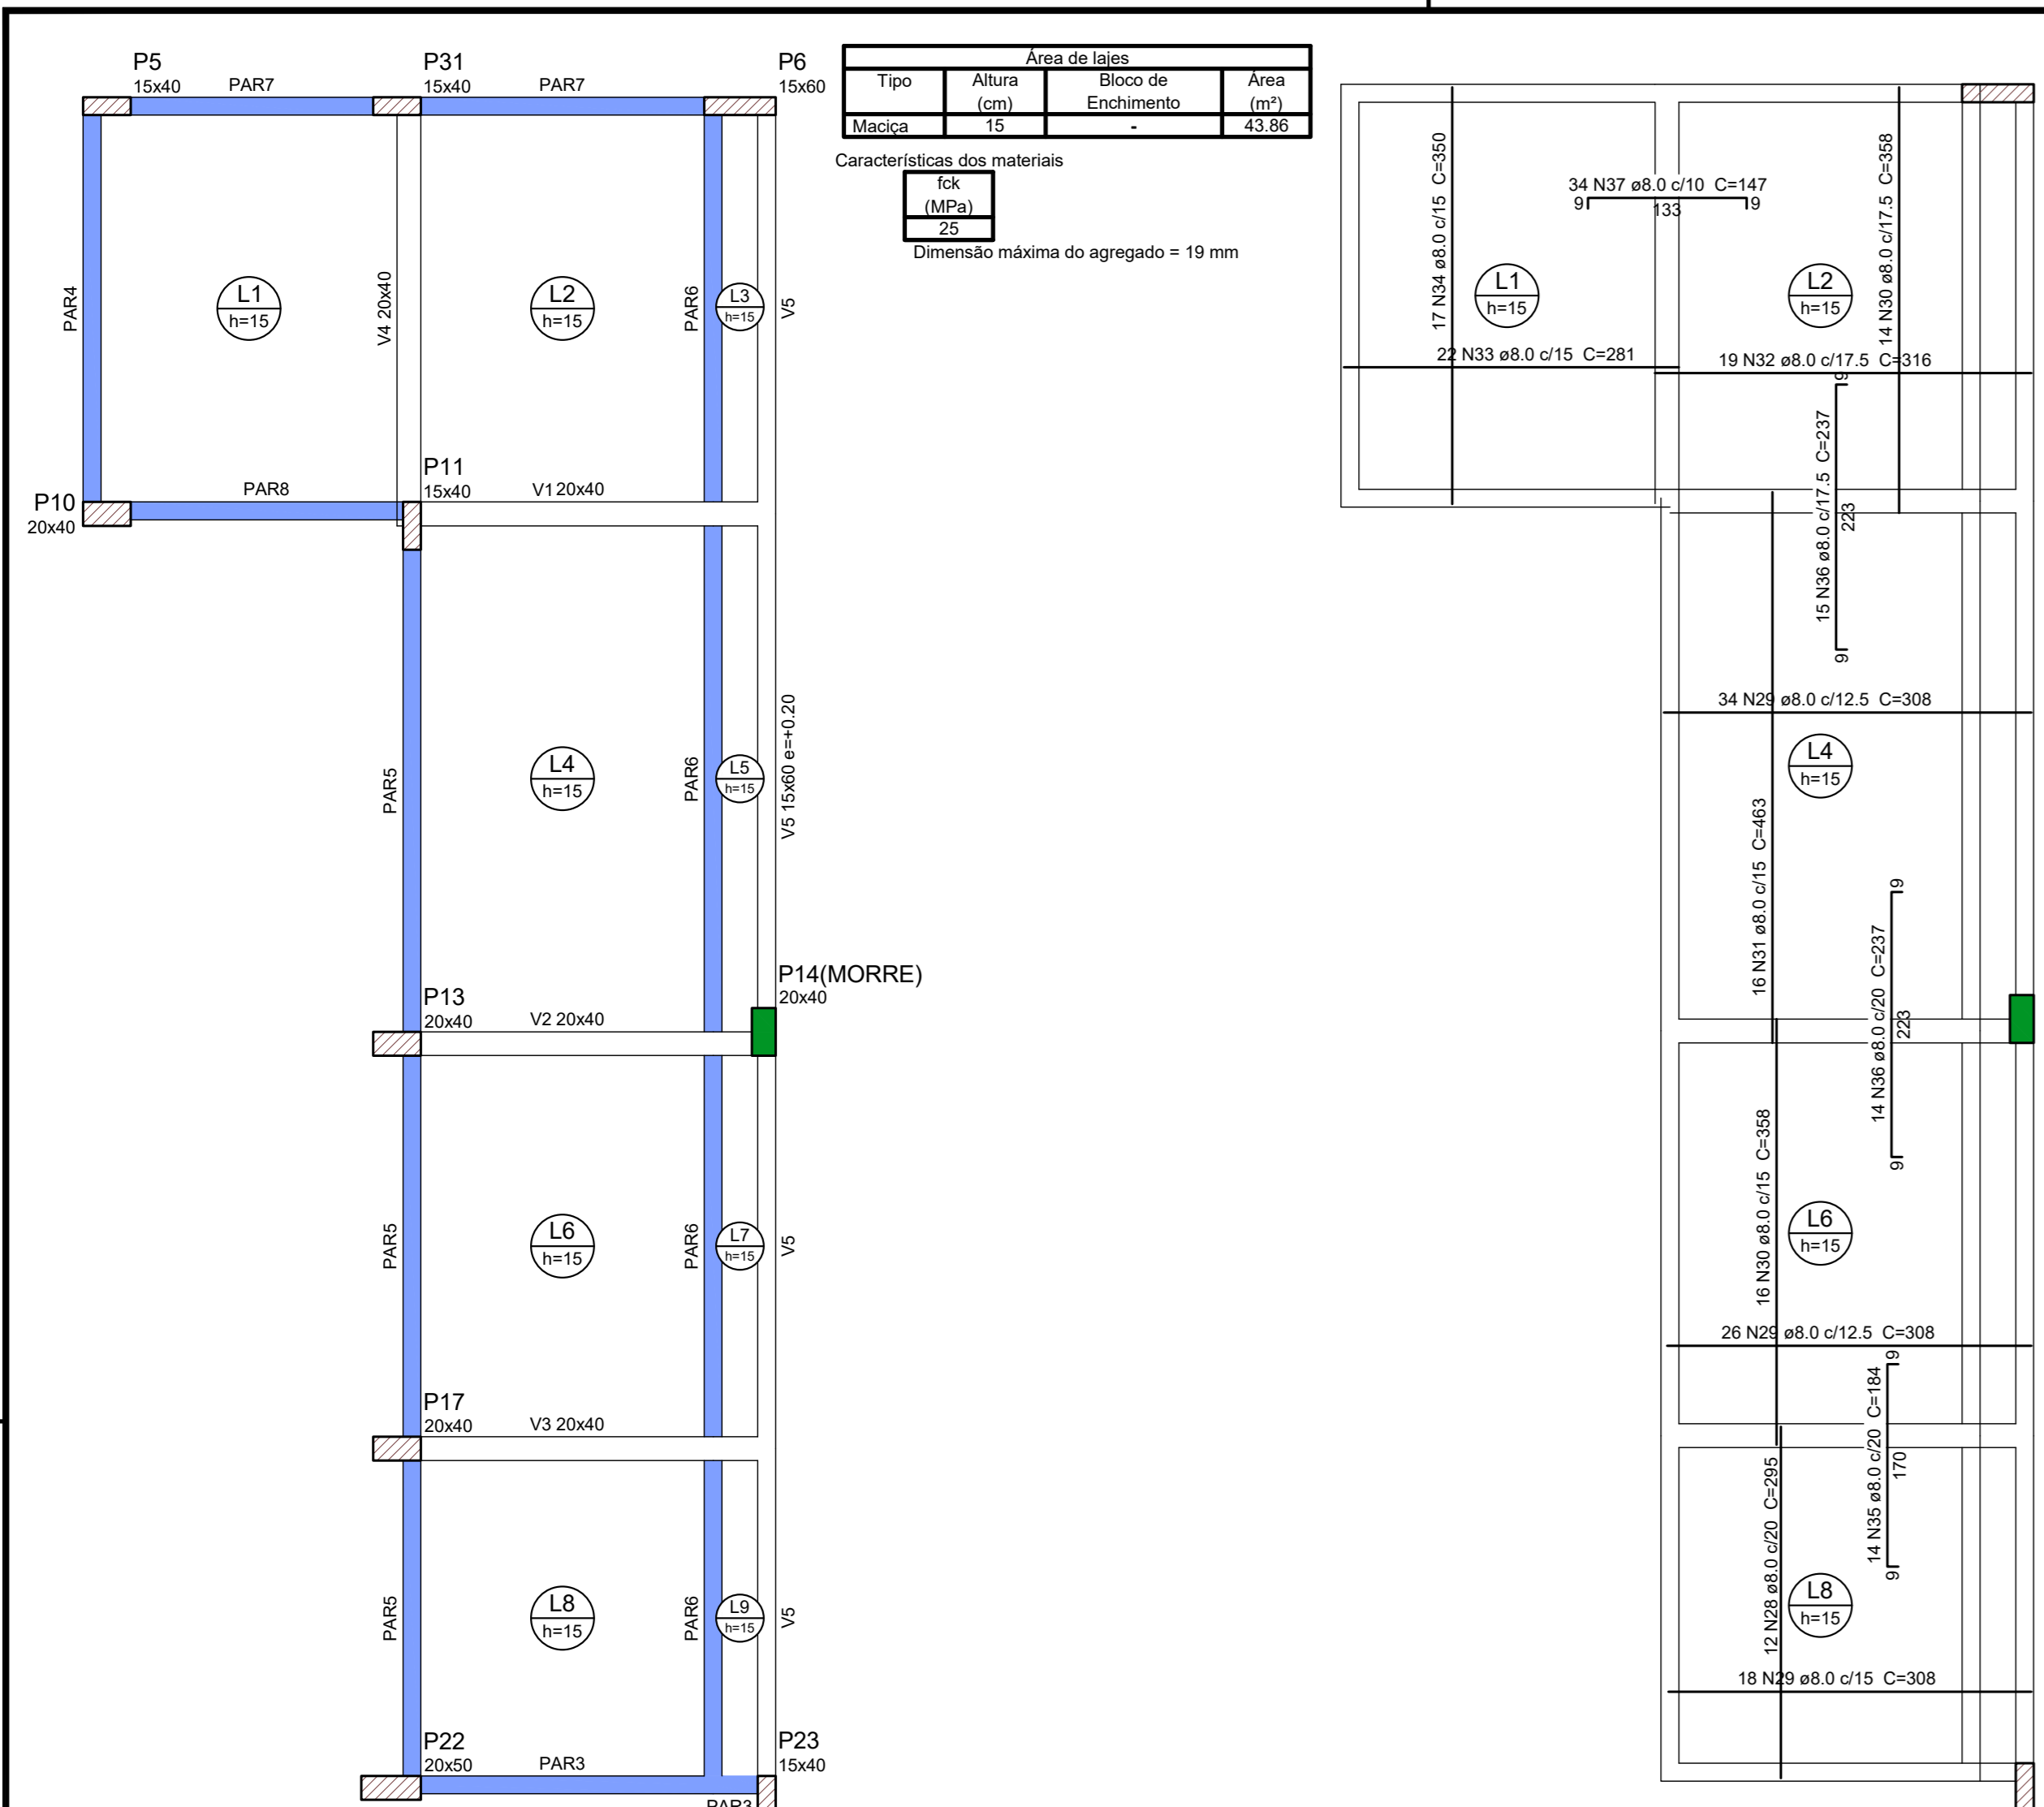 P5
15x40
PAR7
P31
15x40
PAR7
P6
15x60
Área de lajes
Tipo
Altura
(cm)
Bloco de
Enchimento
Área
(m²)
Maciça
15
-
43.86
Características dos materiais
fck
(MPa)
25
Dimensão máxima do agregado = 19 mm
PAR4
L1
h=15
V4 20x40
L2
h=15
PAR6
L3
h=15
V5
P10
20x40
PAR8
P11
15x40
V1 20x40
PAR5
L4
h=15
PAR6
L5
h=15
V5 15x60 e=+0.20
P13
20x40
V2 20x40
P14(MORRE)
20x40
PAR5
L6
h=15
PAR6
L7
h=15
V5
P17
20x40
V3 20x40
PAR5
L8
h=15
PAR6
L9
h=15
V5
P22
20x50
PAR3
P23
15x40
PAR3
17 N34 ø8.0 c/15 C=350
34 N37 ø8.0 c/10 C=147
9
133
9
14 N30 ø8.0 c/17.5 C=358
L1
h=15
L2
h=15
22 N33 ø8.0 c/15 C=281
19 N32 ø8.0 c/17.5 C=316
9
15 N36 ø8.0 c/17.5 C=237
223
9
34 N29 ø8.0 c/12.5 C=308
L4
h=15
16 N31 ø8.0 c/15 C=463
9
14 N36 ø8.0 c/20 C=237
223
9
16 N30 ø8.0 c/15 C=358
L6
h=15
26 N29 ø8.0 c/12.5 C=308
9
14 N35 ø8.0 c/20 C=184
170
9
12 N28 ø8.0 c/20 C=295
L8
h=15
18 N29 ø8.0 c/15 C=308